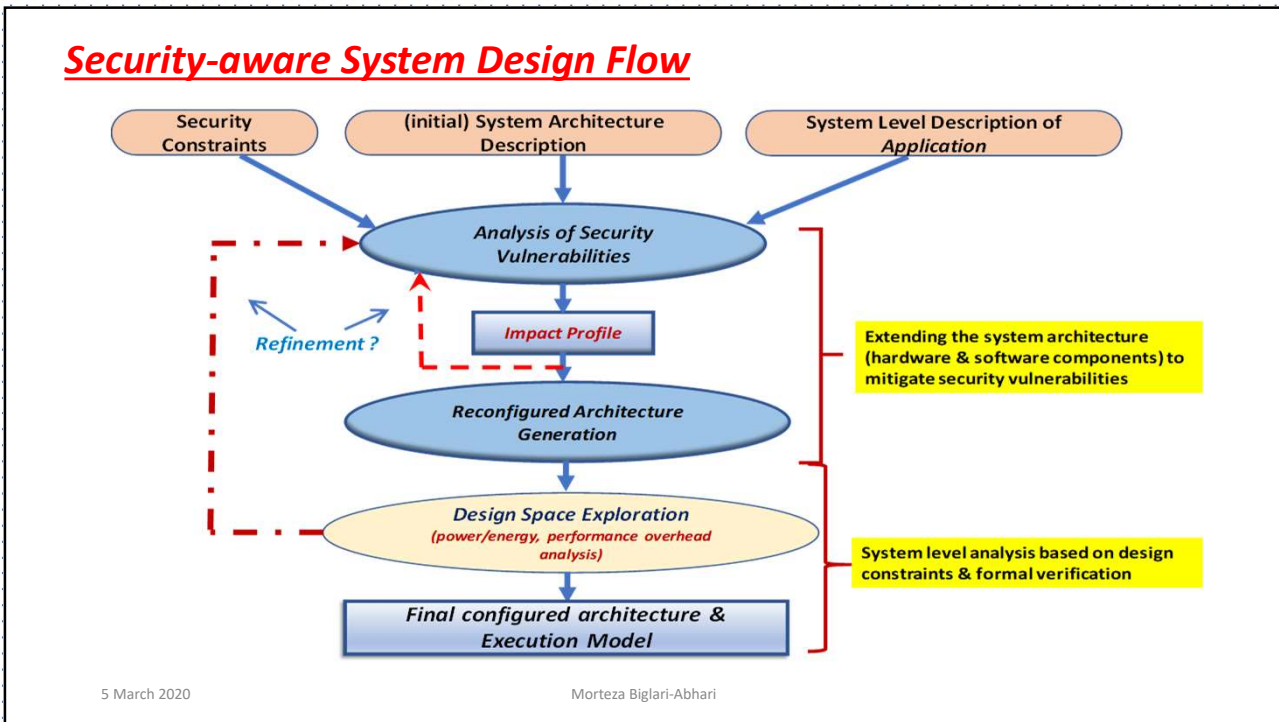 Security-aware System Design Flow
Security
Constraints
(initial) System Architecture
Description
System Level Description of
Application
Analysis of Security
Vulnerabilities
Refinement ?
Impact Profile
Extending the system architecture
(hardware & software components) to
mitigate security vulnerabilities
Reconfigured Architecture
Generation
Design Space Exploration
(power/energy, performance overhead
analysis)
System level analysis based on design
constraints & formal verification
Final configured architecture &
Execution Model
5 March 2020
Morteza Biglari-Abhari